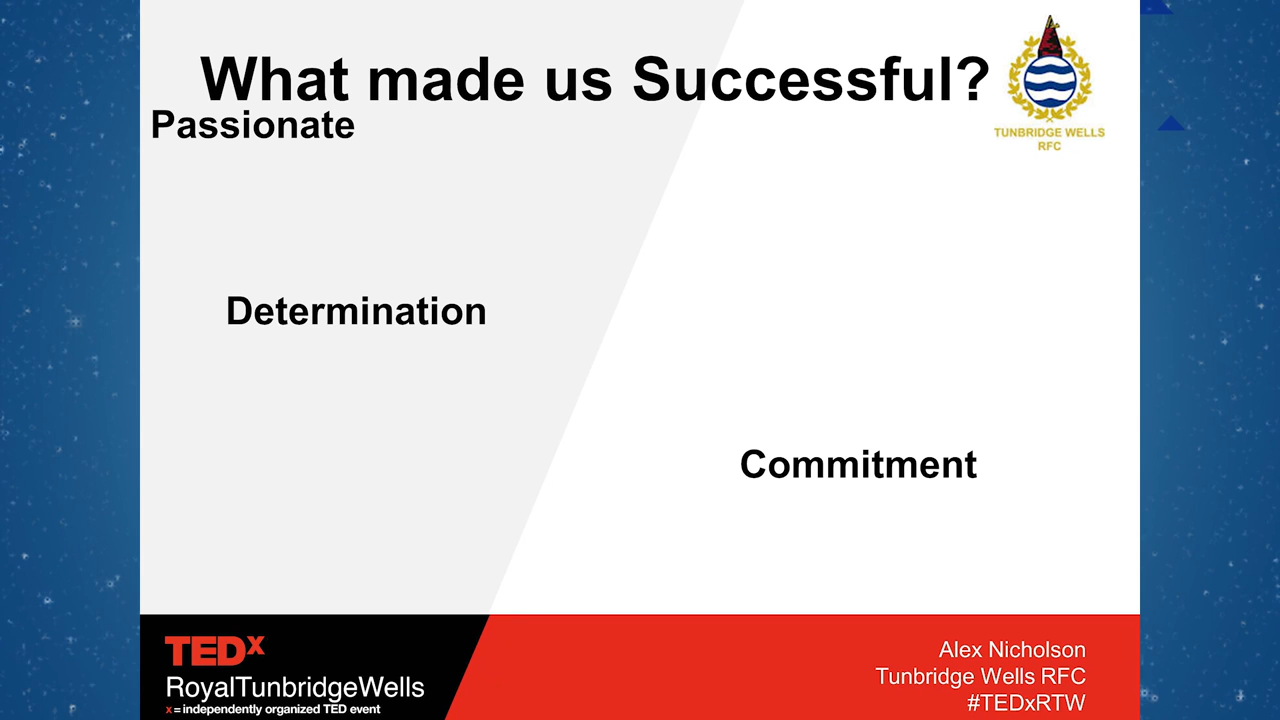 What made us Successful?
Passionate
TUNBRIDGE WELLS
RFC
Determination
Commitment
TEDx
RoyalTunbridgeWells
x = independently organized TED event
Alex Nicholson
Tunbridge Wells RFC
#TEDxRTW